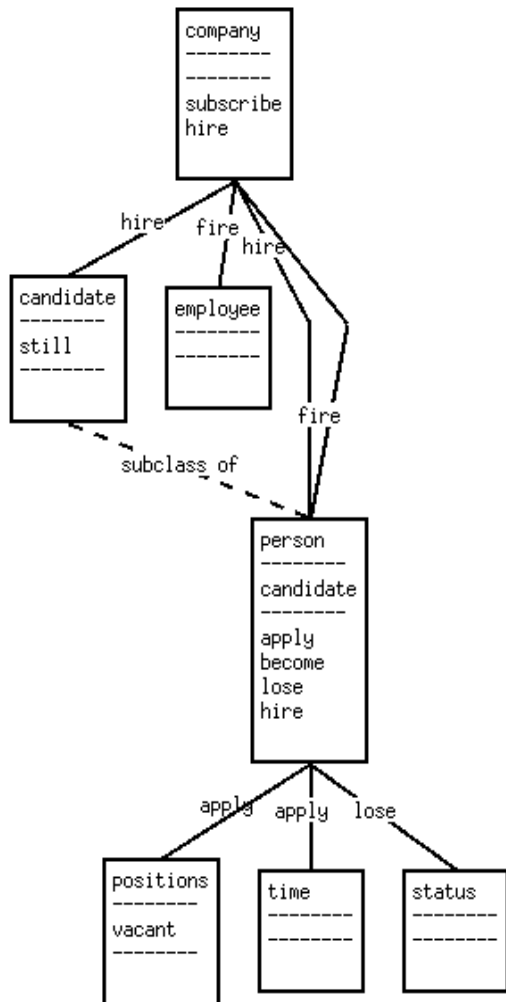 company
--------
--------
subscribe
hire
hire
fire
hire
candidate
--------
still
--------
employee
--------
--------
fire
subclass of
person
--------
candidate
--------
apply
become
lose
hire
apply
apply
lose
positions
--------
vacant
--------
time
--------
--------
status
--------
--------